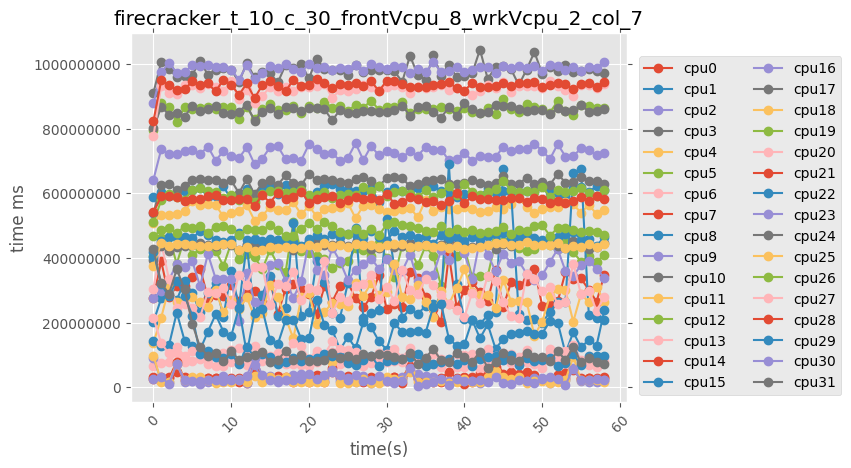 firecracker_t_10_c_30_frontVcpu_8_wrkVcpu_2_col_7
time ms
1000000000
800000000
600000000
400000000
200000000
0
0 10 20 30 40 50 60
time(s)
cpu0 cpu16
cpu1 cpu17
cpu2 cpu18
cpu3 cpu19
cpu4 cpu20
cpu5 cpu21
cpu6 cpu22
cpu7 cpu23
cpu8 cpu24
cpu9 cpu25
cpu10 cpu26
cpu11 cpu27
cpu12 cpu28
cpu13 cpu29
cpu14 cpu30
cpu15 cpu31